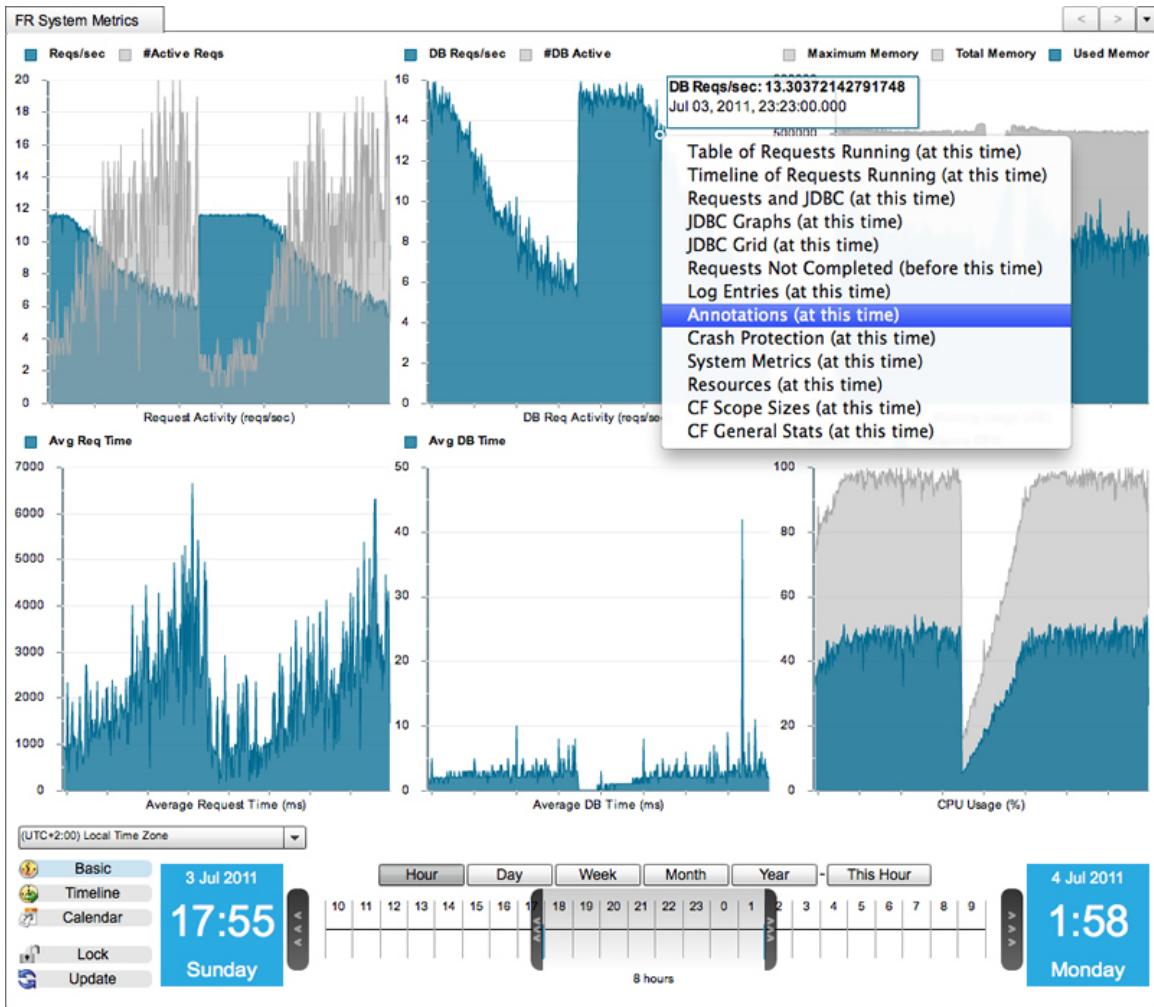 FR System Metrics
< >
Reqs/sec #Active Reqs
20
18
16
14
12
10
8
6
4
2
0
Request Activity (reqs/sec)
DB Reqs/sec #DB Active
16
14
12
10
8
6
4
2
0
DB Req Activity (reqs/sec
Maximum Memory Total Memory Used Memor
500000
DB Reqs/sec: 13.30372142791748
Jul 03, 2011, 23:23:00.000
Table of Requests Running (at this time)
Timeline of Requests Running (at this time)
Requests and JDBC (at this time)
JDBC Graphs (at this time)
JDBC Grid (at this time)
Requests Not Completed (before this time)
Log Entries (at this time)
Annotations (at this time)
Crash Protection (at this time)
System Metrics (at this time)
Resources (at this time)
CF Scope Sizes (at this time)
CF General Stats (at this time)
Avg Req Time
7000
6000
5000
4000
3000
2000
1000
0
Average Request Time (ms)
Avg DB Time
50
40
30
20
10
0
Average DB Time (ms)
100
80
60
40
20
0
CPU Usage (%)
(UTC+2:00) Local Time Zone
Basic
Timeline
Calendar
Lock
Update
3 Jul 2011
17:55
Sunday
Hour Day Week Month Year - This Hour
<<<
10 11 12 13 14 15 16 17 18 19 20 21 22 23 0 1 2 3 4 5 6 7 8 9
<<< >>>
8 hours
>>>
4 Jul 2011
1:58
Monday